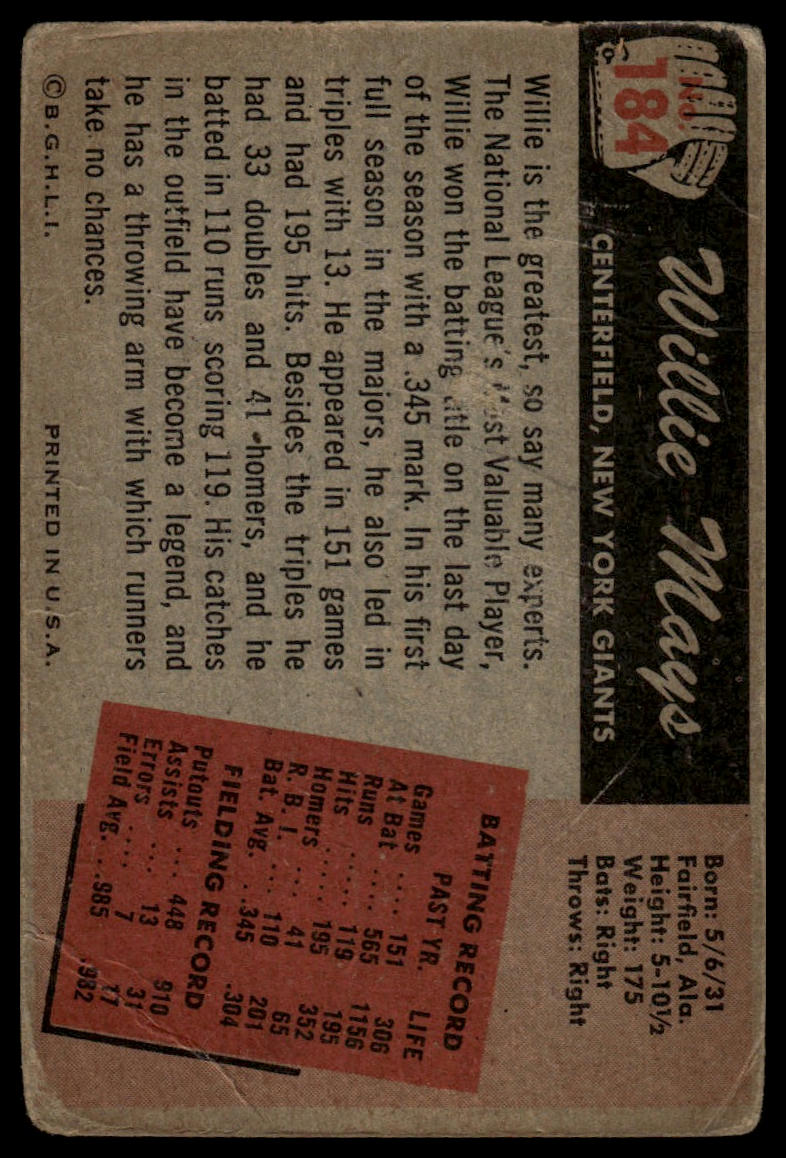 No.
184
Willie Mays
CENTERFIELD, NEW YORK GIANTS
Born: 5/6/31
Fairfield, Ala.
Height: 5-10½
Weight: 175
Bats: Right
Throws: Right
Willie is the greatest, so say many experts.
The National League's Valuable Player,
Willie won the batting on the last day
of the season with a .345 mark. In his first
full season in the majors, he also led in
triples with 13. He appeared in 151 games
and had 195 hits. Besides the triples he
had 33 doubles and 41 homers, and he
batted in 110 runs scoring 119. His catches
in the outfield have become a legend, and
he has a throwing arm with which runners
take no chances.
BATTING RECORD
PAST YR. LIFE
Games .... 151 306
At Bat .... 565 1156
Runs .... 119 195
Hits ..... 195 352
Homers .... 41 65
R. B. I. .... 110 201
Bat. Avg. . .345 .304
FIELDING RECORD
Putouts ... 448 910
Assists ... 13 31
Errors .... 7 17
Field Avg. . .985 .982
©B.G.H.L.I. PRINTED IN U.S.A.